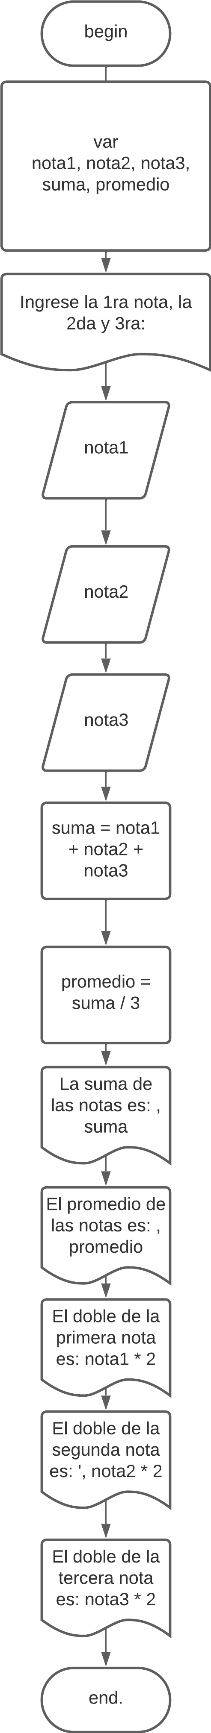 begin
var
nota1, nota2, nota3,
suma, promedio
Ingrese la 1ra nota, la
2da y 3ra:
nota1
nota2
nota3
suma = nota1
+ nota2 +
nota3
promedio =
suma / 3
La suma de
las notas es: ,
suma
El promedio de
las notas es: ,
promedio
El doble de la
primera nota
es: nota1 * 2
El doble de la
segunda nota
es: ', nota2 * 2
El doble de la
tercera nota
es: nota3 * 2
end.